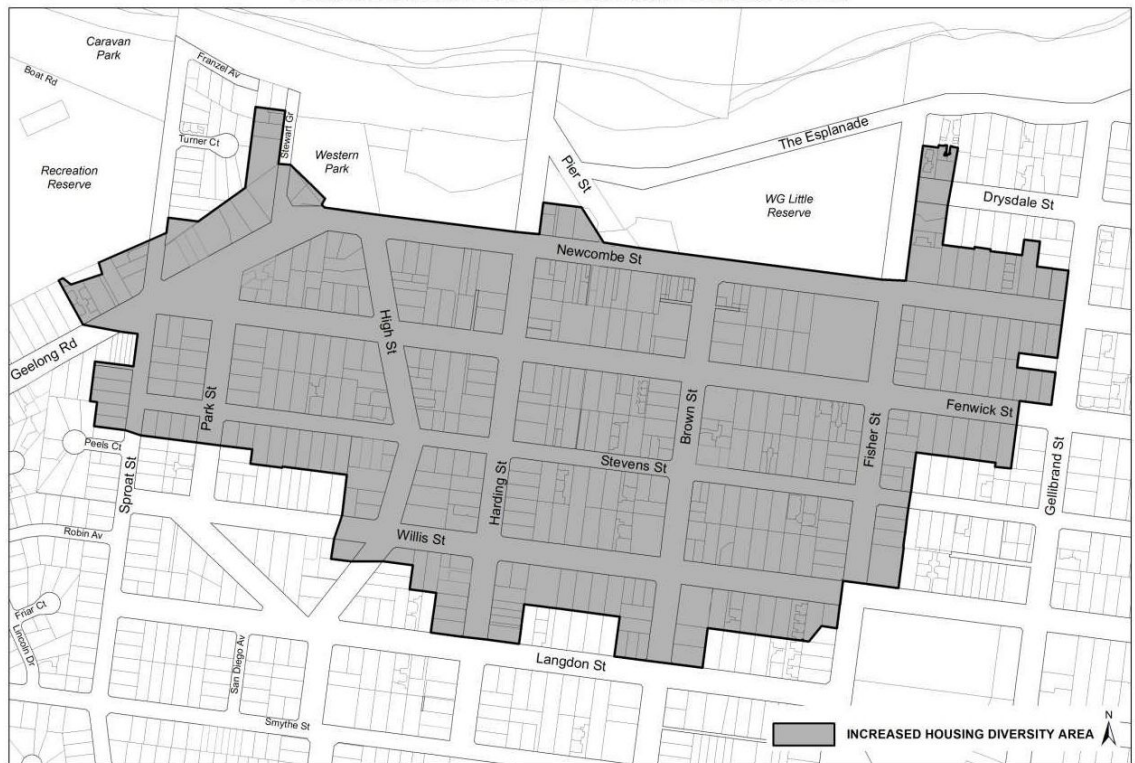 Caravan
Park
Boat Rd
Franzel Av
Turner Ct
Stewart Gr
Recreation
Reserve
Western
Park
Pier St
The Esplanade
WG Little
Reserve
Drysdale St
Newcombe St
High St
Geelong Rd
Park St
Brown St
Fenwick St
Fisher St
Peels Ct
Sproat St
Stevens St
Harding St
Gellibrand St
Willis St
Robin Av
Friar Ct
Lincoln Dr
San Diego Av
Langdon St
Smythe St
INCREASED HOUSING DIVERSITY AREA
N